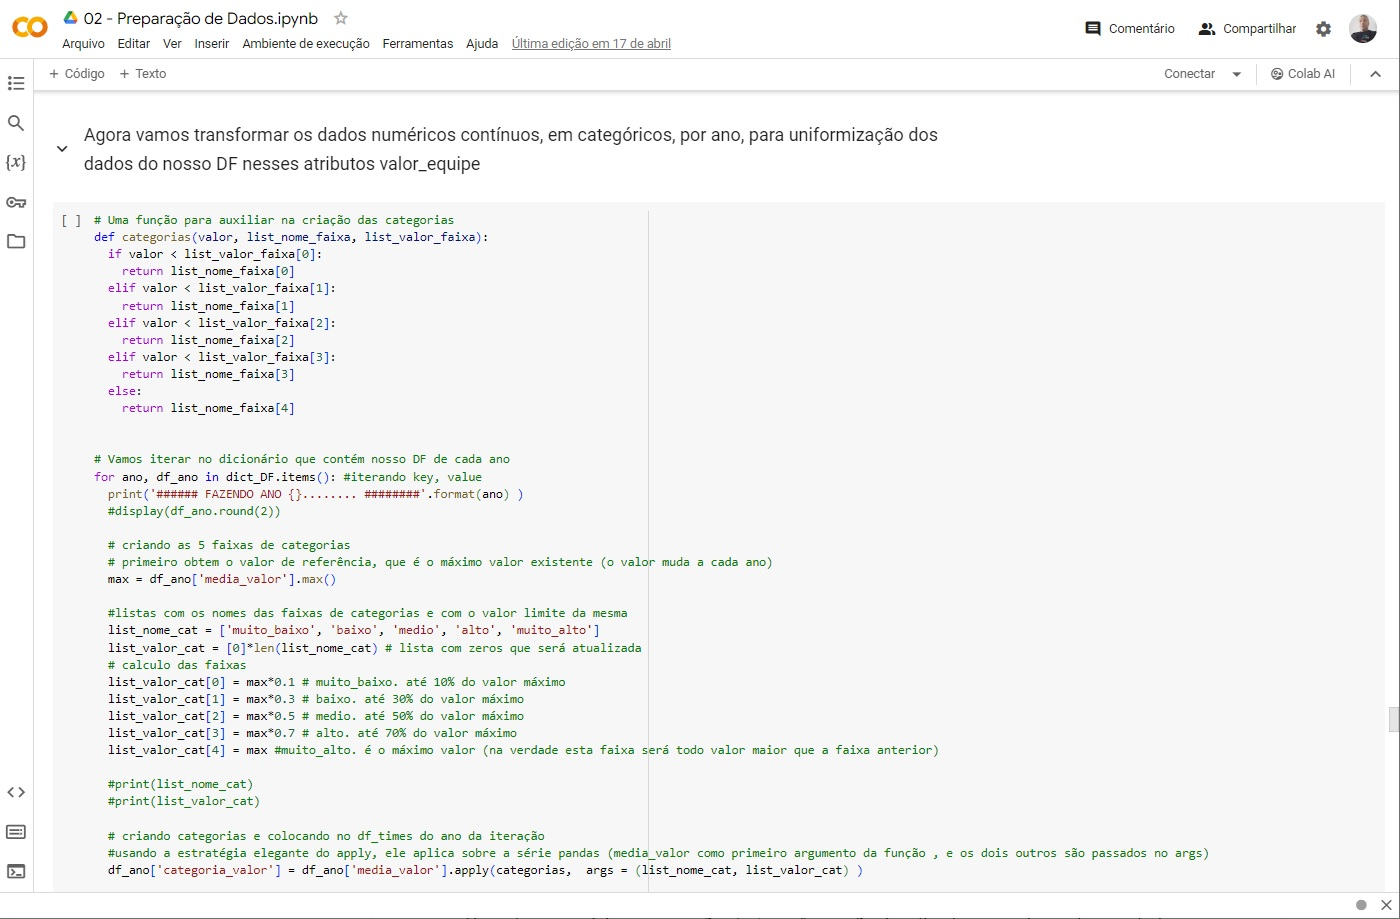 02 - Preparação de Dados.ipynb
Arquivo Editar Ver Inserir Ambiente de execução Ferramentas Ajuda Última edição em 17 de abril
Comentário Compartilhar
+ Código + Texto
Conectar Colab AI
Agora vamos transformar os dados numéricos contínuos, em categóricos, por ano, para uniformização dos
dados do nosso DF nesses atributos valor_equipe
[ ] # Uma função para auxiliar na criação das categorias
def categorias(valor, list_nome_faixa, list_valor_faixa):
if valor < list_valor_faixa[0]:
return list_nome_faixa[0]
elif valor < list_valor_faixa[1]:
return list_nome_faixa[1]
elif valor < list_valor_faixa[2]:
return list_nome_faixa[2]
elif valor < list_valor_faixa[3]:
return list_nome_faixa[3]
else:
return list_nome_faixa[4]
# Vamos iterar no dicionário que contém nosso DF de cada ano
for ano, df_ano in dict_DF.items(): #iterando key, value
print('###### FAZENDO ANO {}........ ########'.format(ano) )
#display(df_ano.round(2))
# criando as 5 faixas de categorias
# primeiro obtem o valor de referência, que é o máximo valor existente (o valor muda a cada ano)
max = df_ano['media_valor'].max()
#listas com os nomes das faixas de categorias e com o valor limite da mesma
list_nome_cat = ['muito_baixo', 'baixo', 'medio', 'alto', 'muito_alto']
list_valor_cat = [0]*len(list_nome_cat) # lista com zeros que será atualizada
# calculo das faixas
list_valor_cat[0] = max*0.1 # muito_baixo. até 10% do valor máximo
list_valor_cat[1] = max*0.3 # baixo. até 30% do valor máximo
list_valor_cat[2] = max*0.5 # medio. até 50% do valor máximo
list_valor_cat[3] = max*0.7 # alto. até 70% do valor máximo
list_valor_cat[4] = max #muito_alto. é o máximo valor (na verdade esta faixa será todo valor maior que a faixa anterior)
#print(list_nome_cat)
#print(list_valor_cat)
# criando categorias e colocando no df_times do ano da iteração
#usando a estratégia elegante do apply, ele aplica sobre a série pandas (media_valor como primeiro argumento da função , e os dois outros são passados no args)
df_ano['categoria_valor'] = df_ano['media_valor'].apply(categorias, args = (list_nome_cat, list_valor_cat) )